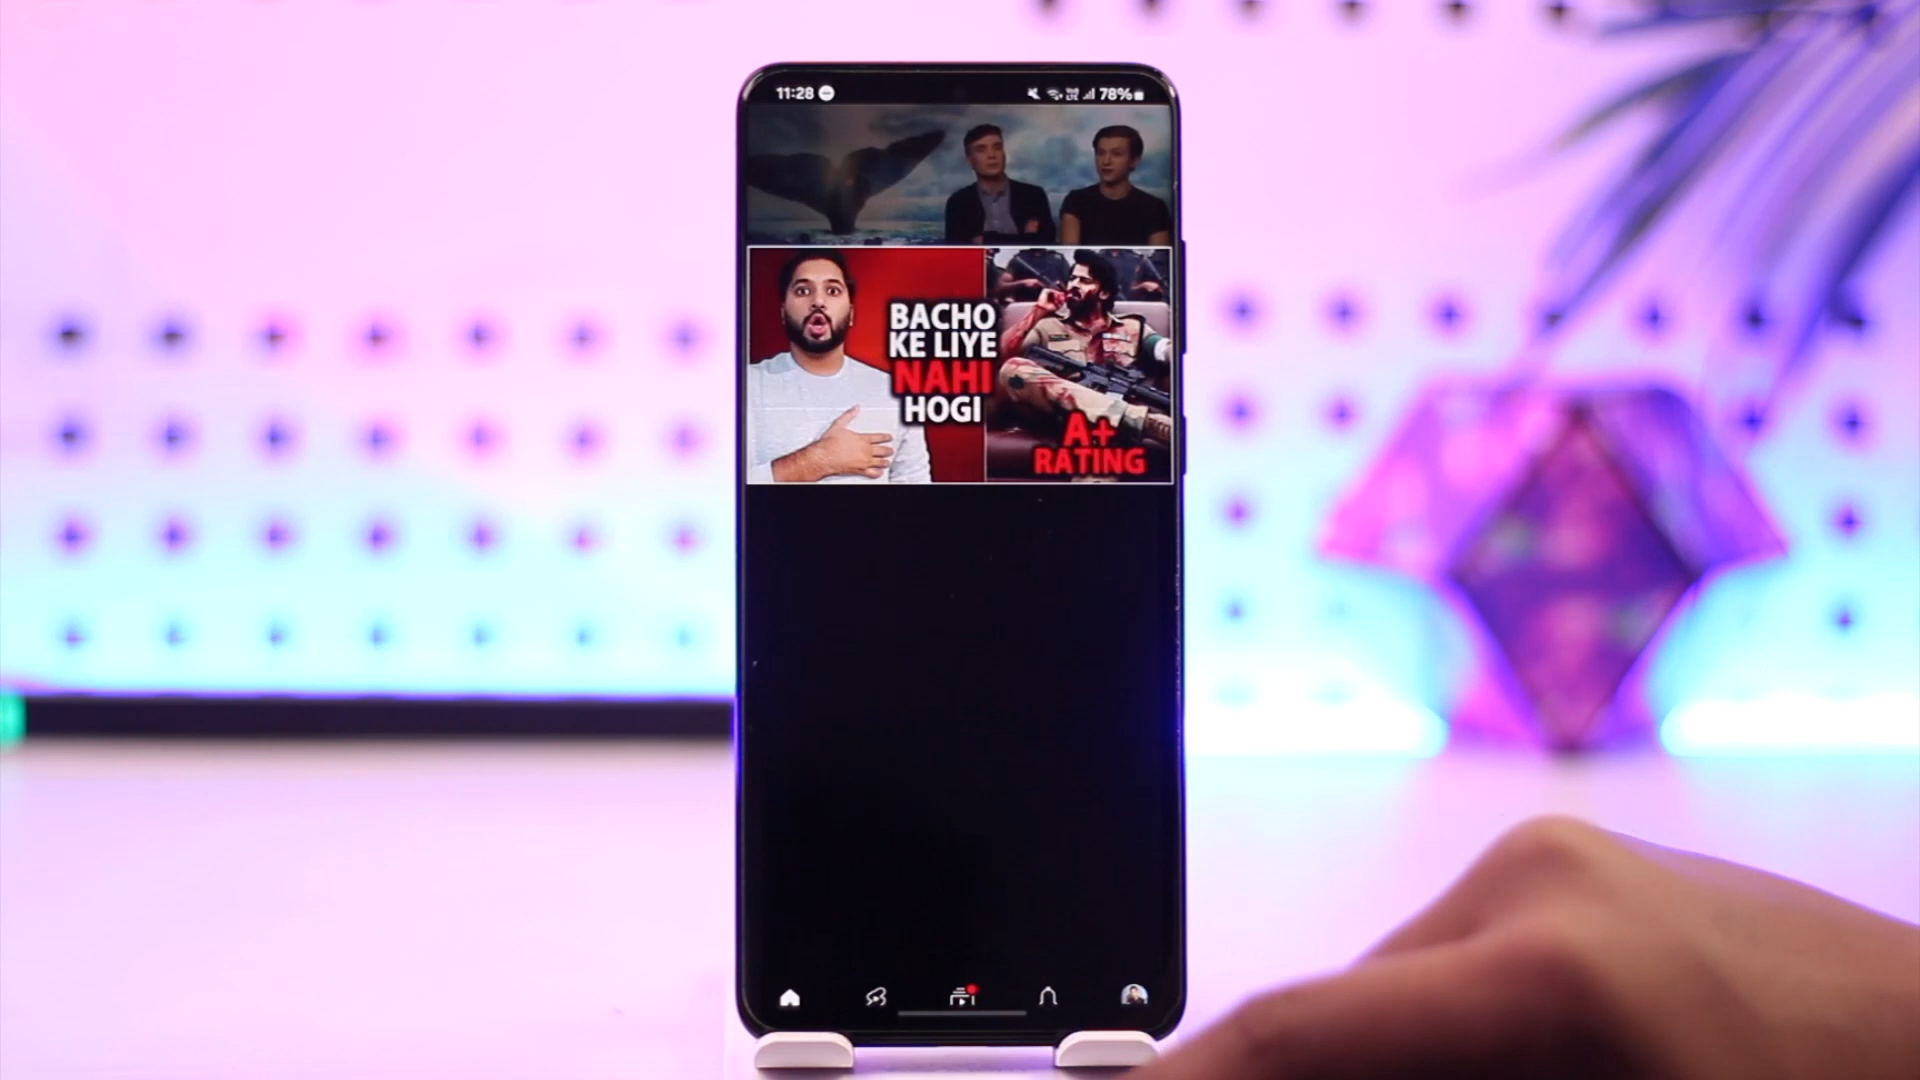 11:28
78%
BACHO
KE LIYE
NAHI
HOGI
A+
RATING